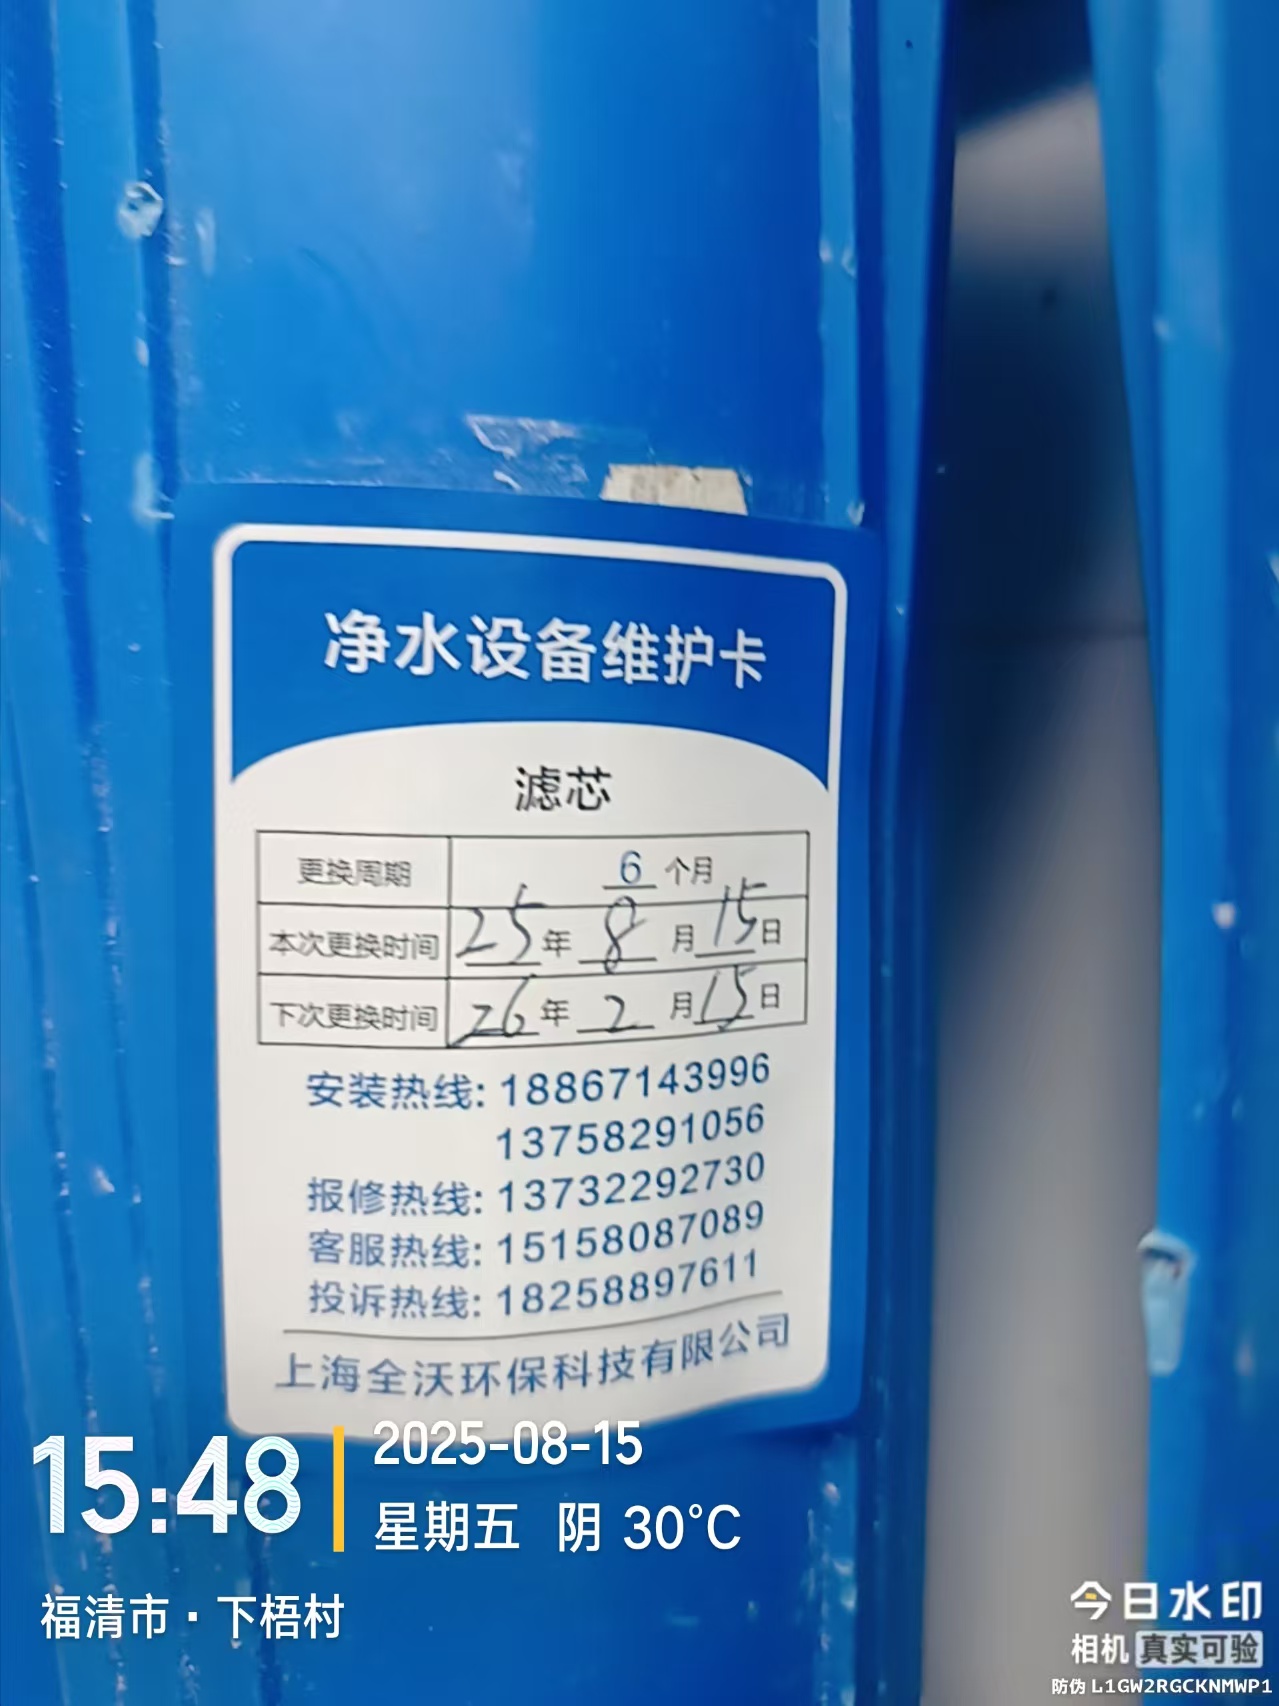 净水设备维护卡
滤芯
更换周期 6 个月
本次更换时间 25 年 8 月 15 日
下次更换时间 26 年 2 月 15 日
安装热线: 18867143996
13758291056
报修热线: 13732292730
客服热线: 15158087089
投诉热线: 18258897611
上海全沃环保科技有限公司
15:48
2025-08-15
星期五 阴 30°C
福清市·下梧村
今日水印
相机 真实可验
防伪 L1GW2RGCKNMWP1